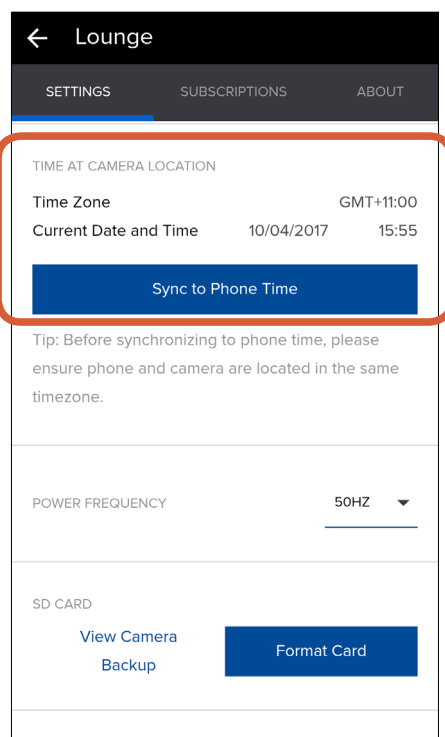 Lounge
SETTINGS SUBSCRIPTIONS ABOUT
TIME AT CAMERA LOCATION
Time Zone GMT+11:00
Current Date and Time 10/04/2017 15:55
Sync to Phone Time
Tip: Before synchronizing to phone time, please
ensure phone and camera are located in the same
timezone.
POWER FREQUENCY 50HZ
SD CARD
View Camera
Backup
Format Card